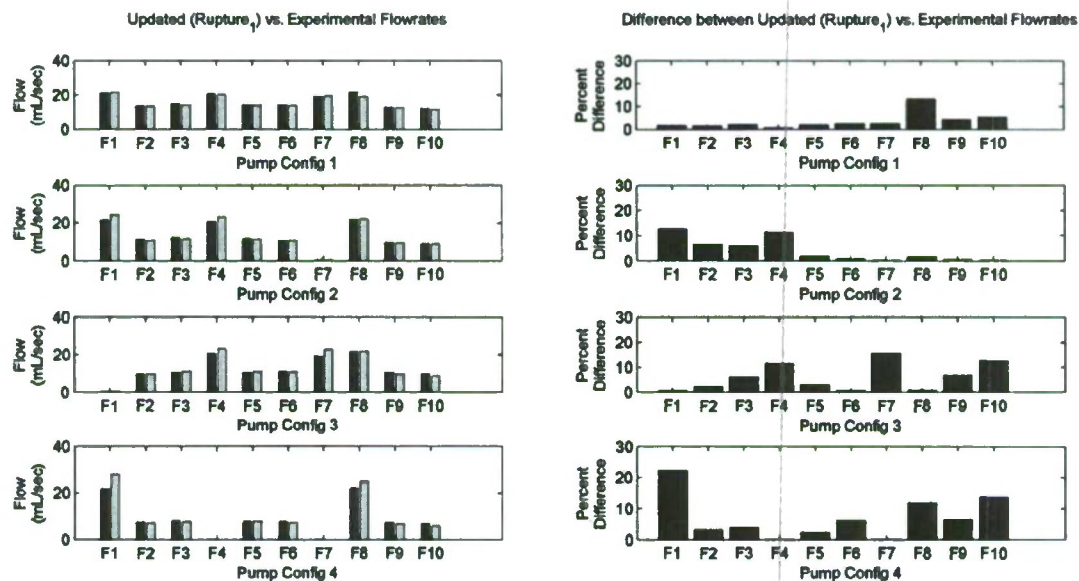 Updated (Rupture1) vs. Experimental Flowrates
40
20
0
Flow
(mL/sec)
F1 F2 F3 F4 F5 F6 F7 F8 F9 F10
Pump Config 1
40
20
0
Flow
(mL/sec)
F1 F2 F3 F4 F5 F6 F7 F8 F9 F10
Pump Config 2
40
20
0
Flow
(mL/sec)
F1 F2 F3 F4 F5 F6 F7 F8 F9 F10
Pump Config 3
40
20
0
Flow
(mL/sec)
F1 F2 F3 F4 F5 F6 F7 F8 F9 F10
Pump Config 4
Difference between Updated (Rupture1) vs. Experimental Flowrates
30
20
10
0
Percent
Difference
F1 F2 F3 F4 F5 F6 F7 F8 F9 F10
Pump Config 1
30
20
10
0
Percent
Difference
F1 F2 F3 F4 F5 F6 F7 F8 F9 F10
Pump Config 2
30
20
10
0
Percent
Difference
F1 F2 F3 F4 F5 F6 F7 F8 F9 F10
Pump Config 3
30
20
10
0
Percent
Difference
F1 F2 F3 F4 F5 F6 F7 F8 F9 F10
Pump Config 4